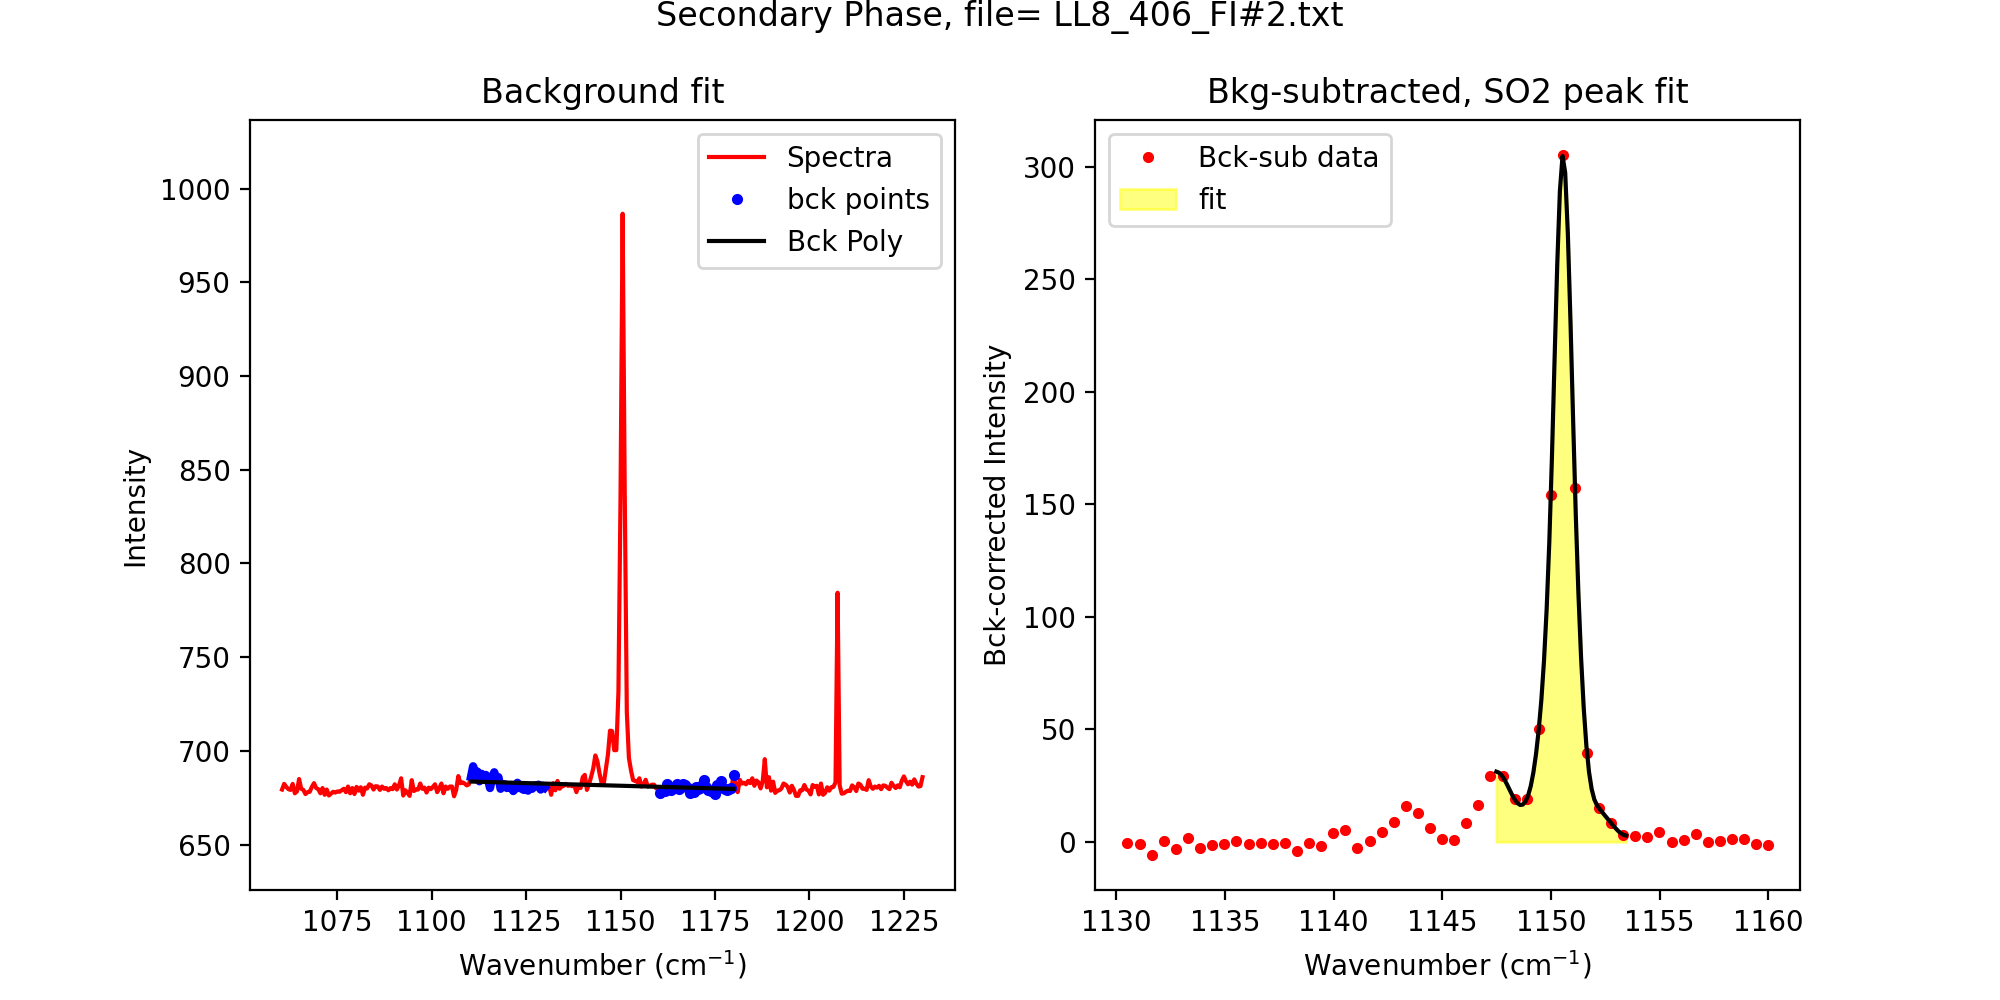 Secondary Phase, file= LL8_406_FI#2.txt
Background fit
Spectra
bck points
Bck Poly
1000
950
900
850
800
750
700
650
Intensity
1075 1100 1125 1150 1175 1200 1225
Wavenumber (cm⁻¹)
Bkg-subtracted, SO2 peak fit
Bck-sub data
fit
300
250
200
150
100
50
0
Bck-corrected Intensity
1130 1135 1140 1145 1150 1155 1160
Wavenumber (cm⁻¹)